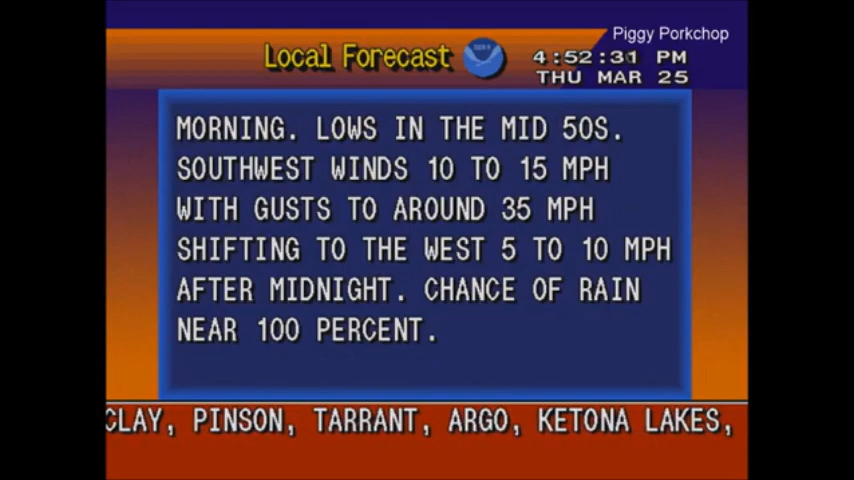 Piggy Porkchop
Local Forecast
4:52:31 PM
THU MAR 25
MORNING. LOWS IN THE MID 50S.
SOUTHWEST WINDS 10 TO 15 MPH
WITH GUSTS TO AROUND 35 MPH
SHIFTING TO THE WEST 5 TO 10 MPH
AFTER MIDNIGHT. CHANCE OF RAIN
NEAR 100 PERCENT.
CLAY, PINSON, TARRANT, ARGO, KETONA LAKES,